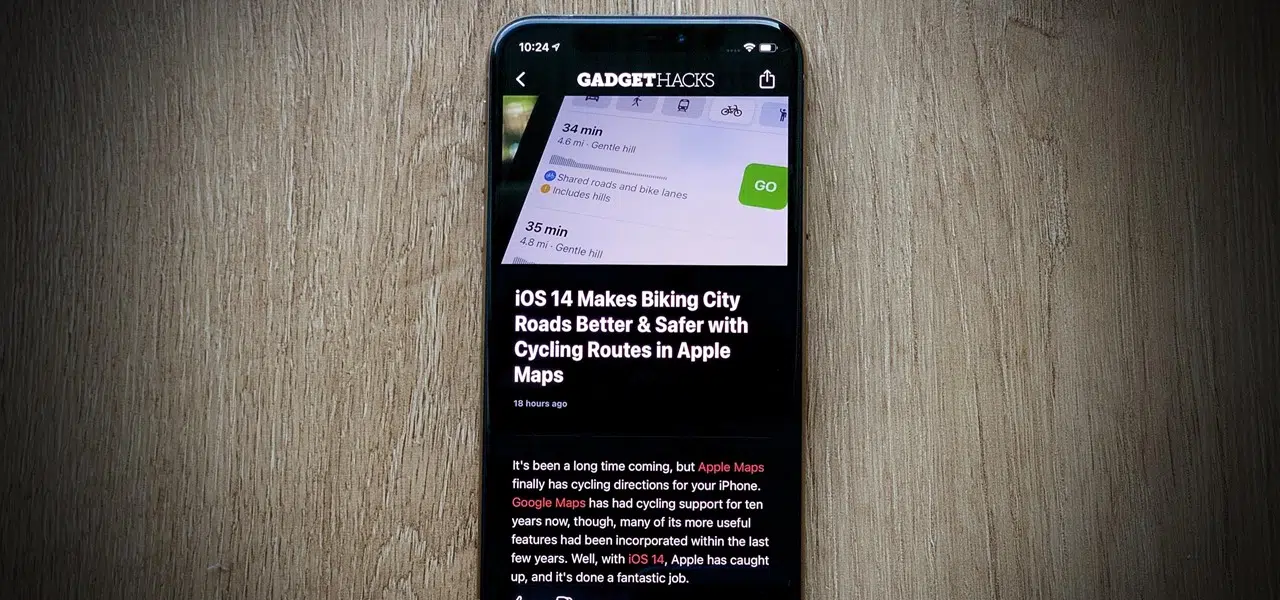 10:24
GADGETHACKS
34 min
4.6 mi · Gentle hill
Shared roads and bike lanes
Includes hills
GO
35 min
4.8 mi · Gentle hill
iOS 14 Makes Biking City
Roads Better & Safer with
Cycling Routes in Apple
Maps
18 hours ago
It's been a long time coming, but Apple Maps
finally has cycling directions for your iPhone.
Google Maps has had cycling support for ten
years now, though, many of its more useful
features had been incorporated within the last
few years. Well, with iOS 14, Apple has caught
up, and it's done a fantastic job.